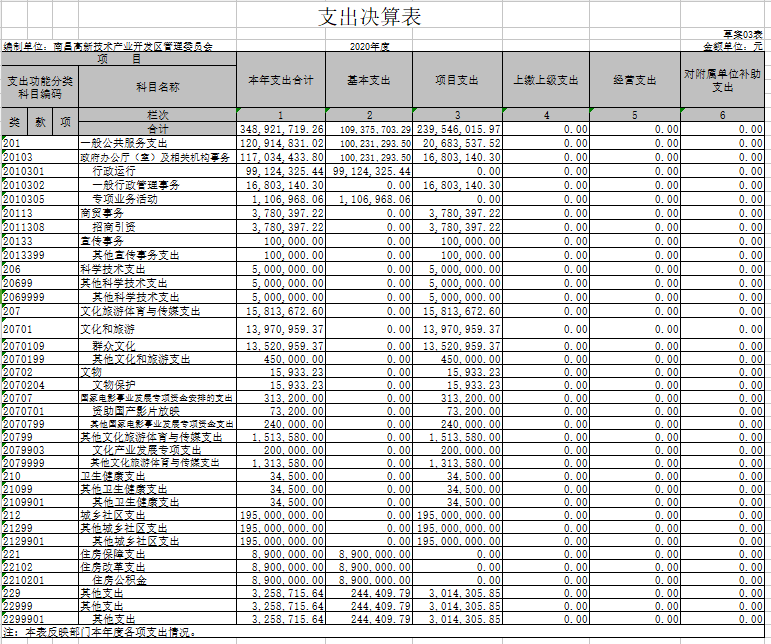 支出决算表
草案03表
编制单位：南昌高新技术产业开发区管理委员会 2020年度 金额单位：元
项 目 本年支出合计 基本支出 项目支出 上缴上级支出 经营支出 对附属单位补助支出
支出功能分类科目编码 科目名称
类 款 项 栏次 1 2 3 4 5 6
合计 348,921,719.26 109,375,703.29 239,546,015.97 0.00 0.00 0.00
201 一般公共服务支出 120,914,831.02 100,231,293.50 20,683,537.52 0.00 0.00 0.00
20103 政府办公厅（室）及相关机构事务 117,034,433.80 100,231,293.50 16,803,140.30 0.00 0.00 0.00
2010301 行政运行 99,124,325.44 99,124,325.44 0.00 0.00 0.00 0.00
2010302 一般行政管理事务 16,803,140.30 0.00 16,803,140.30 0.00 0.00 0.00
2010305 专项业务活动 1,106,968.06 1,106,968.06 0.00 0.00 0.00 0.00
20113 商贸事务 3,780,397.22 0.00 3,780,397.22 0.00 0.00 0.00
2011308 招商引资 3,780,397.22 0.00 3,780,397.22 0.00 0.00 0.00
20133 宣传事务 100,000.00 0.00 100,000.00 0.00 0.00 0.00
2013399 其他宣传事务支出 100,000.00 0.00 100,000.00 0.00 0.00 0.00
206 科学技术支出 5,000,000.00 0.00 5,000,000.00 0.00 0.00 0.00
20699 其他科学技术支出 5,000,000.00 0.00 5,000,000.00 0.00 0.00 0.00
2069999 其他科学技术支出 5,000,000.00 0.00 5,000,000.00 0.00 0.00 0.00
207 文化旅游体育与传媒支出 15,813,672.60 0.00 15,813,672.60 0.00 0.00 0.00
20701 文化和旅游 13,970,959.37 0.00 13,970,959.37 0.00 0.00 0.00
2070109 群众文化 13,520,959.37 0.00 13,520,959.37 0.00 0.00 0.00
2070199 其他文化和旅游支出 450,000.00 0.00 450,000.00 0.00 0.00 0.00
20702 文物 15,933.23 0.00 15,933.23 0.00 0.00 0.00
2070204 文物保护 15,933.23 0.00 15,933.23 0.00 0.00 0.00
20707 国家电影事业发展专项资金安排的支出 313,200.00 0.00 313,200.00 0.00 0.00 0.00
2070701 资助国产影片放映 73,200.00 0.00 73,200.00 0.00 0.00 0.00
2070799 其他国家电影事业发展专项资金支出 240,000.00 0.00 240,000.00 0.00 0.00 0.00
20799 其他文化旅游体育与传媒支出 1,513,580.00 0.00 1,513,580.00 0.00 0.00 0.00
2079903 文化产业发展专项支出 200,000.00 0.00 200,000.00 0.00 0.00 0.00
2079999 其他文化旅游体育与传媒支出 1,313,580.00 0.00 1,313,580.00 0.00 0.00 0.00
210 卫生健康支出 34,500.00 0.00 34,500.00 0.00 0.00 0.00
21099 其他卫生健康支出 34,500.00 0.00 34,500.00 0.00 0.00 0.00
2109901 其他卫生健康支出 34,500.00 0.00 34,500.00 0.00 0.00 0.00
212 城乡社区支出 195,000,000.00 0.00 195,000,000.00 0.00 0.00 0.00
21299 其他城乡社区支出 195,000,000.00 0.00 195,000,000.00 0.00 0.00 0.00
2129901 其他城乡社区支出 195,000,000.00 0.00 195,000,000.00 0.00 0.00 0.00
221 住房保障支出 8,900,000.00 8,900,000.00 0.00 0.00 0.00 0.00
22102 住房改革支出 8,900,000.00 8,900,000.00 0.00 0.00 0.00 0.00
2210201 住房公积金 8,900,000.00 8,900,000.00 0.00 0.00 0.00 0.00
229 其他支出 3,258,715.64 244,409.79 3,014,305.85 0.00 0.00 0.00
22999 其他支出 3,258,715.64 244,409.79 3,014,305.85 0.00 0.00 0.00
2299901 其他支出 3,258,715.64 244,409.79 3,014,305.85 0.00 0.00 0.00
注：本表反映部门本年度各项支出情况。